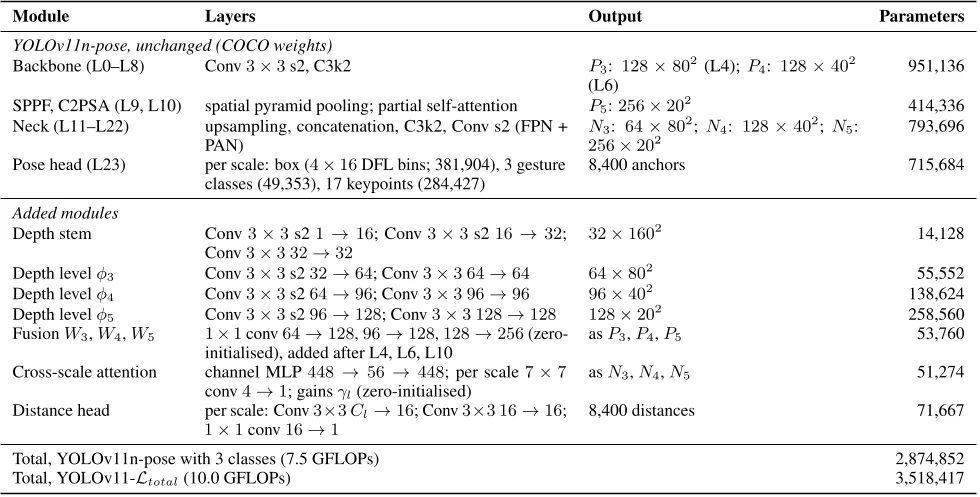 Module Layers Output Parameters
YOLOv11n-pose, unchanged (COCO weights)
Backbone (L0–L8) Conv 3 × 3 s2, C3k2 P₃: 128 × 80² (L4); P₄: 128 × 40² 951,136
(L6)
SPPF, C2PSA (L9, L10) spatial pyramid pooling; partial self-attention P₅: 256 × 20² 414,336
Neck (L11–L22) upsampling, concatenation, C3k2, Conv s2 (FPN + N₃: 64 × 80²; N₄: 128 × 40²; N₅: 793,696
PAN) 256 × 20²
Pose head (L23) per scale: box (4 × 16 DFL bins; 381,904), 3 gesture 8,400 anchors 715,684
classes (49,353), 17 keypoints (284,427)
Added modules
Depth stem Conv 3 × 3 s2 1 → 16; Conv 3 × 3 s2 16 → 32; 32 × 160² 14,128
Conv 3 × 3 32 → 32
Depth level ϕ₃ Conv 3 × 3 s2 32 → 64; Conv 3 × 3 64 → 64 64 × 80² 55,552
Depth level ϕ₄ Conv 3 × 3 s2 64 → 96; Conv 3 × 3 96 → 96 96 × 40² 138,624
Depth level ϕ₅ Conv 3 × 3 s2 96 → 128; Conv 3 × 3 128 → 128 128 × 20² 258,560
Fusion W₃, W₄, W₅ 1 × 1 conv 64 → 128, 96 → 128, 128 → 256 (zero- as P₃, P₄, P₅ 53,760
initialised), added after L4, L6, L10
Cross-scale attention channel MLP 448 → 56 → 448; per scale 7 × 7 as N₃, N₄, N₅ 51,274
conv 4 → 1; gains γₗ (zero-initialised)
Distance head per scale: Conv 3×3 Cₗ → 16; Conv 3×3 16 → 16; 8,400 distances 71,667
1 × 1 conv 16 → 1
Total, YOLOv11n-pose with 3 classes (7.5 GFLOPs) 2,874,852
Total, YOLOv11-ℒtotal (10.0 GFLOPs) 3,518,417